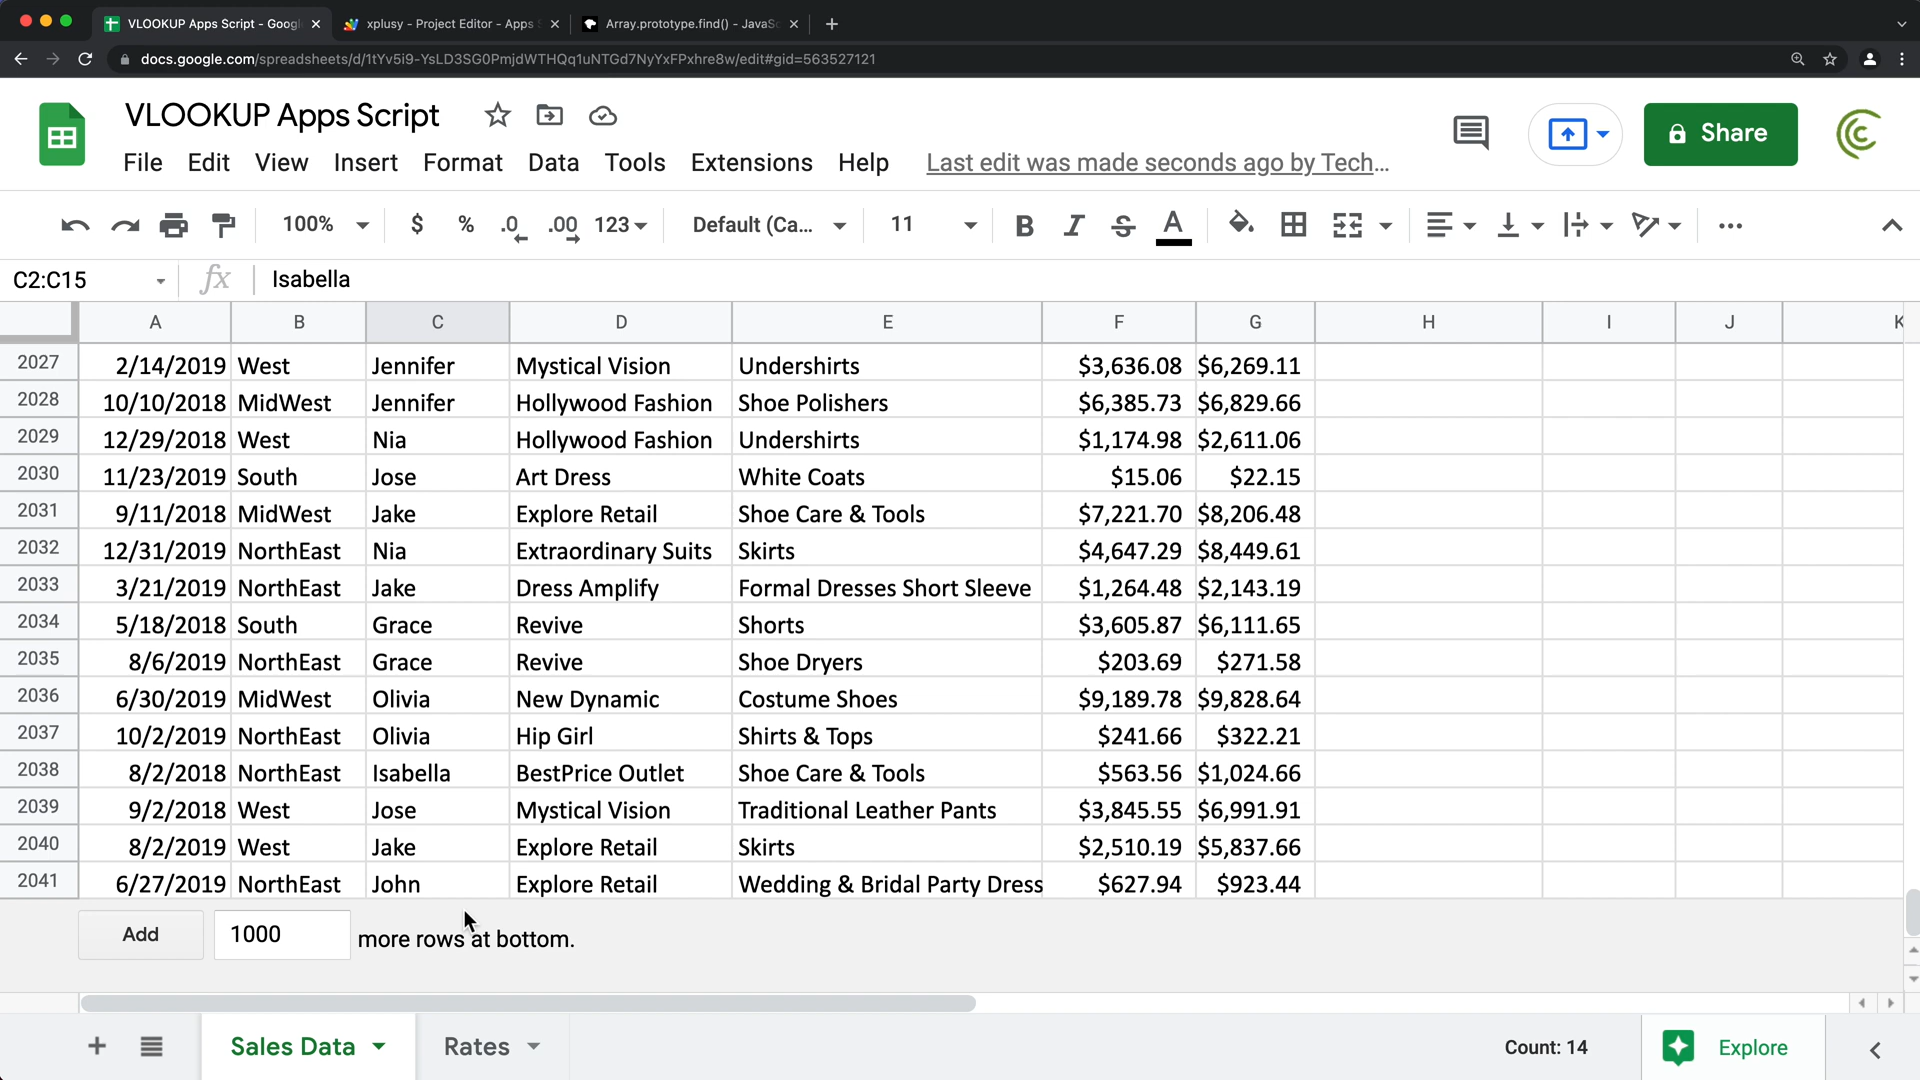 VLOOKUP Apps Script - Goog
xplusy - Project Editor - Apps S
Array.prototype.find() - JavaSc
docs.google.com/spreadsheets/d/1tYv5i9-YsLD3SG0PmjdWTHQq1uNTGd7NyYxFPxhre8w/edit#gid=563527121
VLOOKUP Apps Script
Share
File Edit View Insert Format Data Tools Extensions Help Last edit was made seconds ago by Tech...
100% $ % .0 .00 123 Default (Ca... 11 B I S A
C2:C15 fx Isabella
A B C D E F G H I J K
2027 2/14/2019 West Jennifer Mystical Vision Undershirts $3,636.08 $6,269.11
2028 10/10/2018 MidWest Jennifer Hollywood Fashion Shoe Polishers $6,385.73 $6,829.66
2029 12/29/2018 West Nia Hollywood Fashion Undershirts $1,174.98 $2,611.06
2030 11/23/2019 South Jose Art Dress White Coats $15.06 $22.15
2031 9/11/2018 MidWest Jake Explore Retail Shoe Care & Tools $7,221.70 $8,206.48
2032 12/31/2019 NorthEast Nia Extraordinary Suits Skirts $4,647.29 $8,449.61
2033 3/21/2019 NorthEast Jake Dress Amplify Formal Dresses Short Sleeve $1,264.48 $2,143.19
2034 5/18/2018 South Grace Revive Shorts $3,605.87 $6,111.65
2035 8/6/2019 NorthEast Grace Revive Shoe Dryers $203.69 $271.58
2036 6/30/2019 MidWest Olivia New Dynamic Costume Shoes $9,189.78 $9,828.64
2037 10/2/2019 NorthEast Olivia Hip Girl Shirts & Tops $241.66 $322.21
2038 8/2/2018 NorthEast Isabella BestPrice Outlet Shoe Care & Tools $563.56 $1,024.66
2039 9/2/2018 West Jose Mystical Vision Traditional Leather Pants $3,845.55 $6,991.91
2040 8/2/2019 West Jake Explore Retail Skirts $2,510.19 $5,837.66
2041 6/27/2019 NorthEast John Explore Retail Wedding & Bridal Party Dress $627.94 $923.44
Add 1000 more rows at bottom.
Sales Data Rates Count: 14 Explore